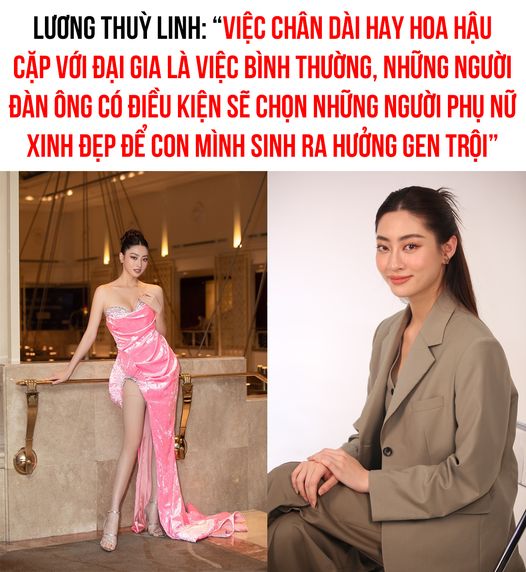 LƯƠNG THUỲ LINH: “VIỆC CHÂN DÀI HAY HOA HẬU
CẶP VỚI ĐẠI GIA LÀ VIỆC BÌNH THƯỜNG, NHỮNG NGƯỜI
ĐÀN ÔNG CÓ ĐIỀU KIỆN SẼ CHỌN NHỮNG NGƯỜI PHỤ NỮ
XINH ĐẸP ĐỂ CON MÌNH SINH RA HƯỞNG GEN TRỘI”